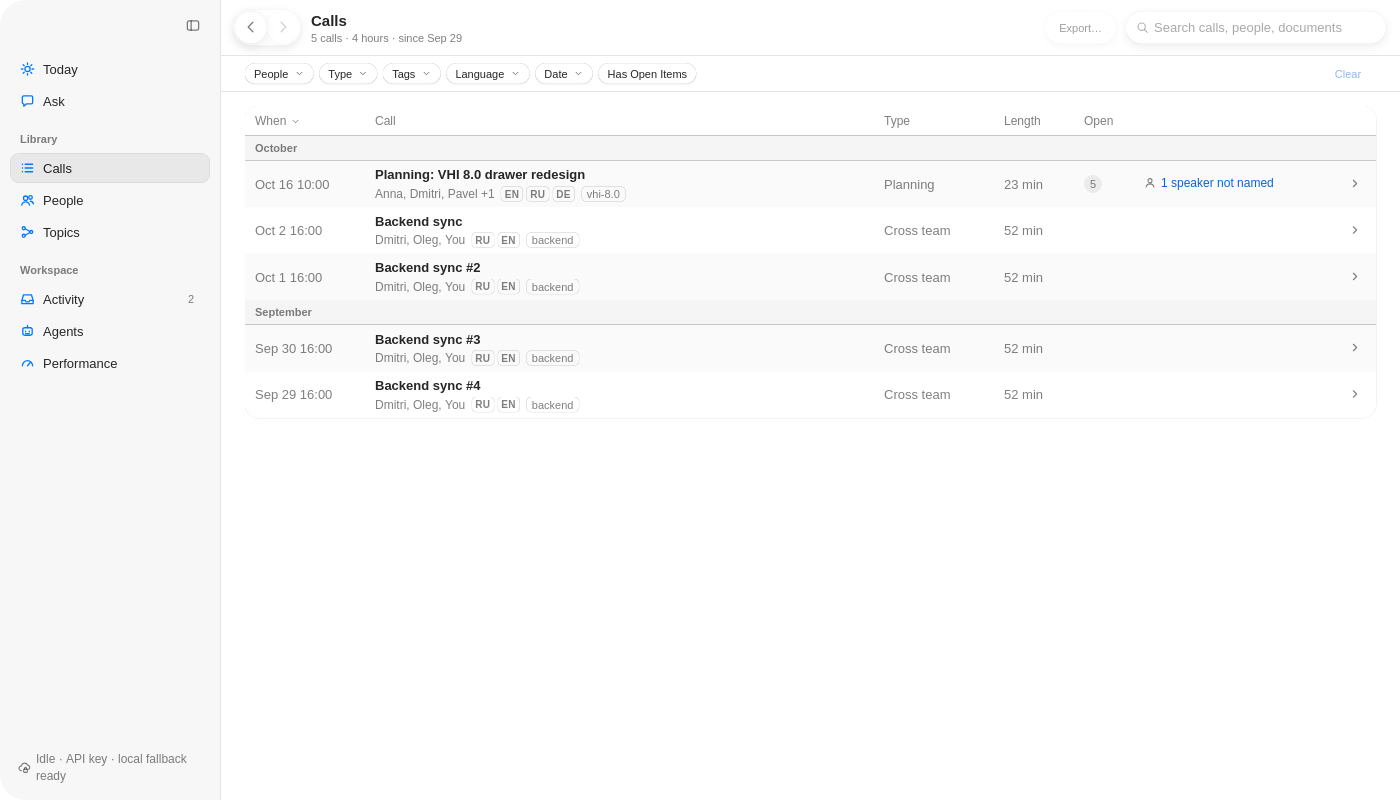 Today
Ask
Library
Calls
People
Topics
Workspace
Activity 2
Agents
Performance
Idle · API key · local fallback
ready
Calls
5 calls · 4 hours · since Sep 29
Export…
Search calls, people, documents
People Type Tags Language Date Has Open Items Clear
When Call Type Length Open
October
Oct 16 10:00 Planning: VHI 8.0 drawer redesign Planning 23 min 5 1 speaker not named
Anna, Dmitri, Pavel +1 EN RU DE vhi-8.0
Oct 2 16:00 Backend sync Cross team 52 min
Dmitri, Oleg, You RU EN backend
Oct 1 16:00 Backend sync #2 Cross team 52 min
Dmitri, Oleg, You RU EN backend
September
Sep 30 16:00 Backend sync #3 Cross team 52 min
Dmitri, Oleg, You RU EN backend
Sep 29 16:00 Backend sync #4 Cross team 52 min
Dmitri, Oleg, You RU EN backend